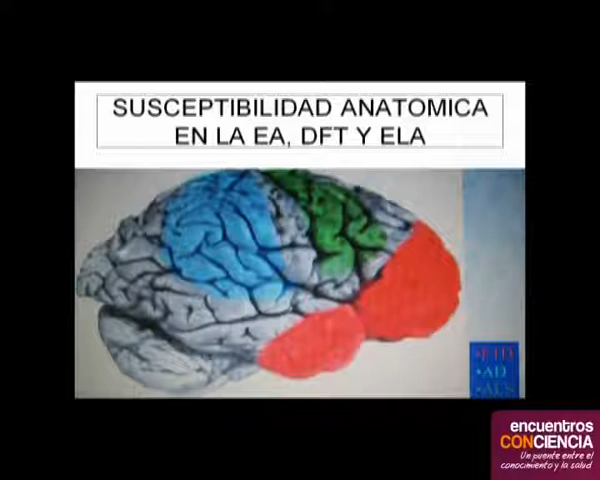 SUSCEPTIBILIDAD ANATOMICA
EN LA EA, DFT Y ELA
•FTD
•AD
•ALS
encuentros
CONCIENCIA
Un puente entre el
conocimiento y la salud